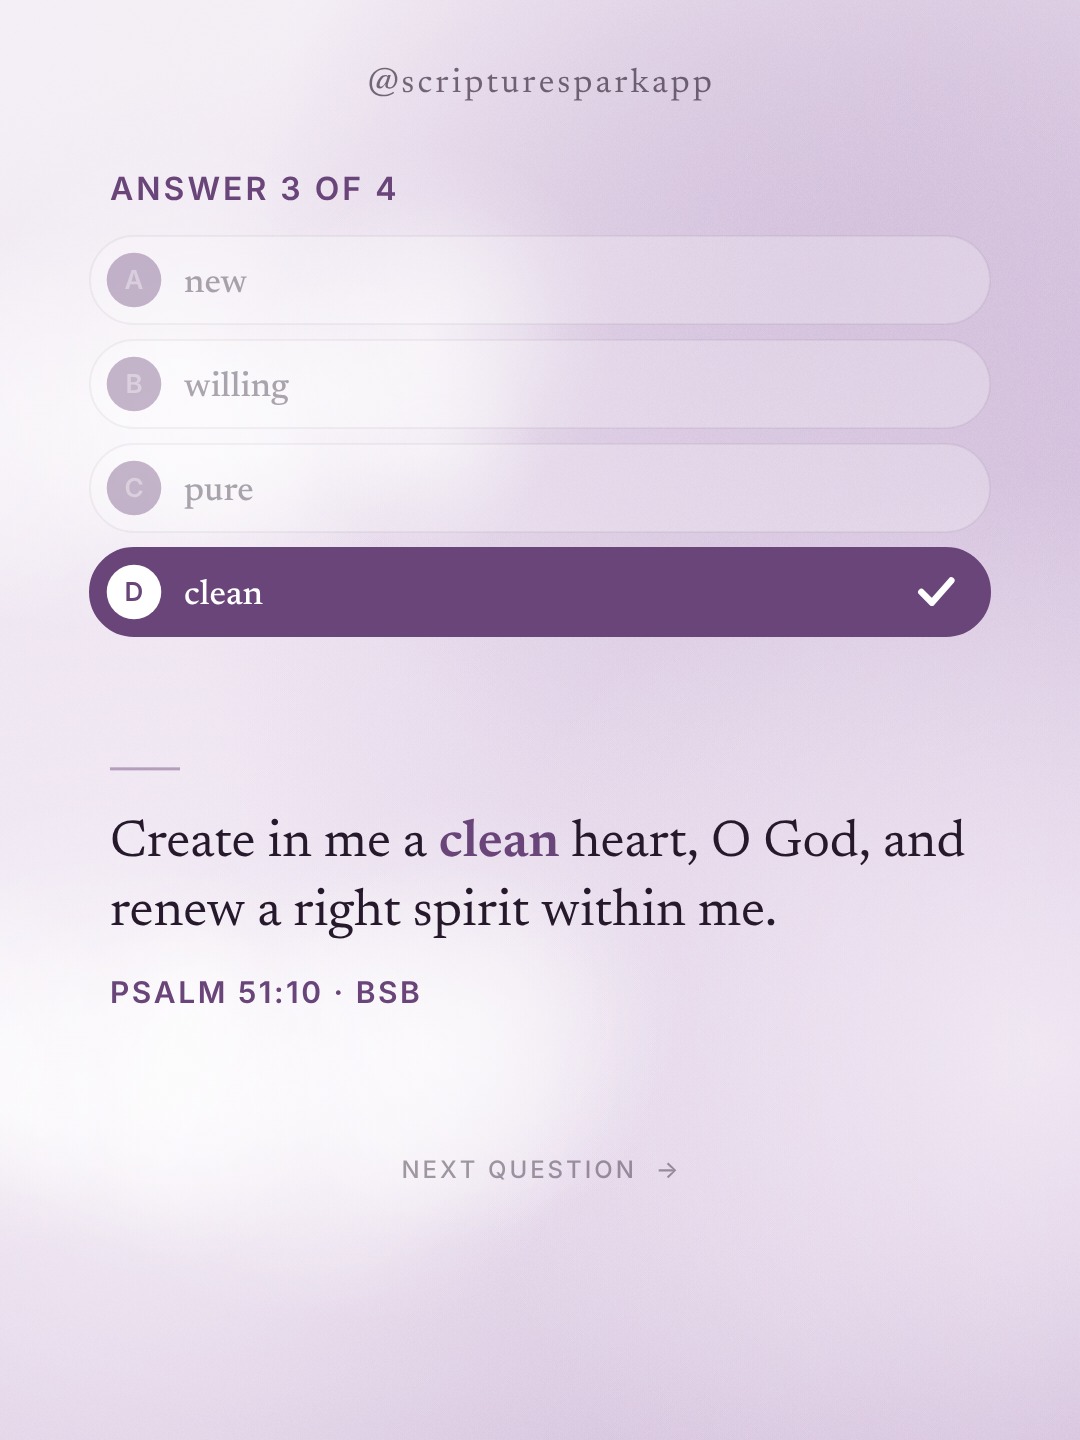 @scripturesparkapp
ANSWER 3 OF 4
A new
B willing
C pure
D clean
Create in me a clean heart, O God, and
renew a right spirit within me.
PSALM 51:10 · BSB
NEXT QUESTION →